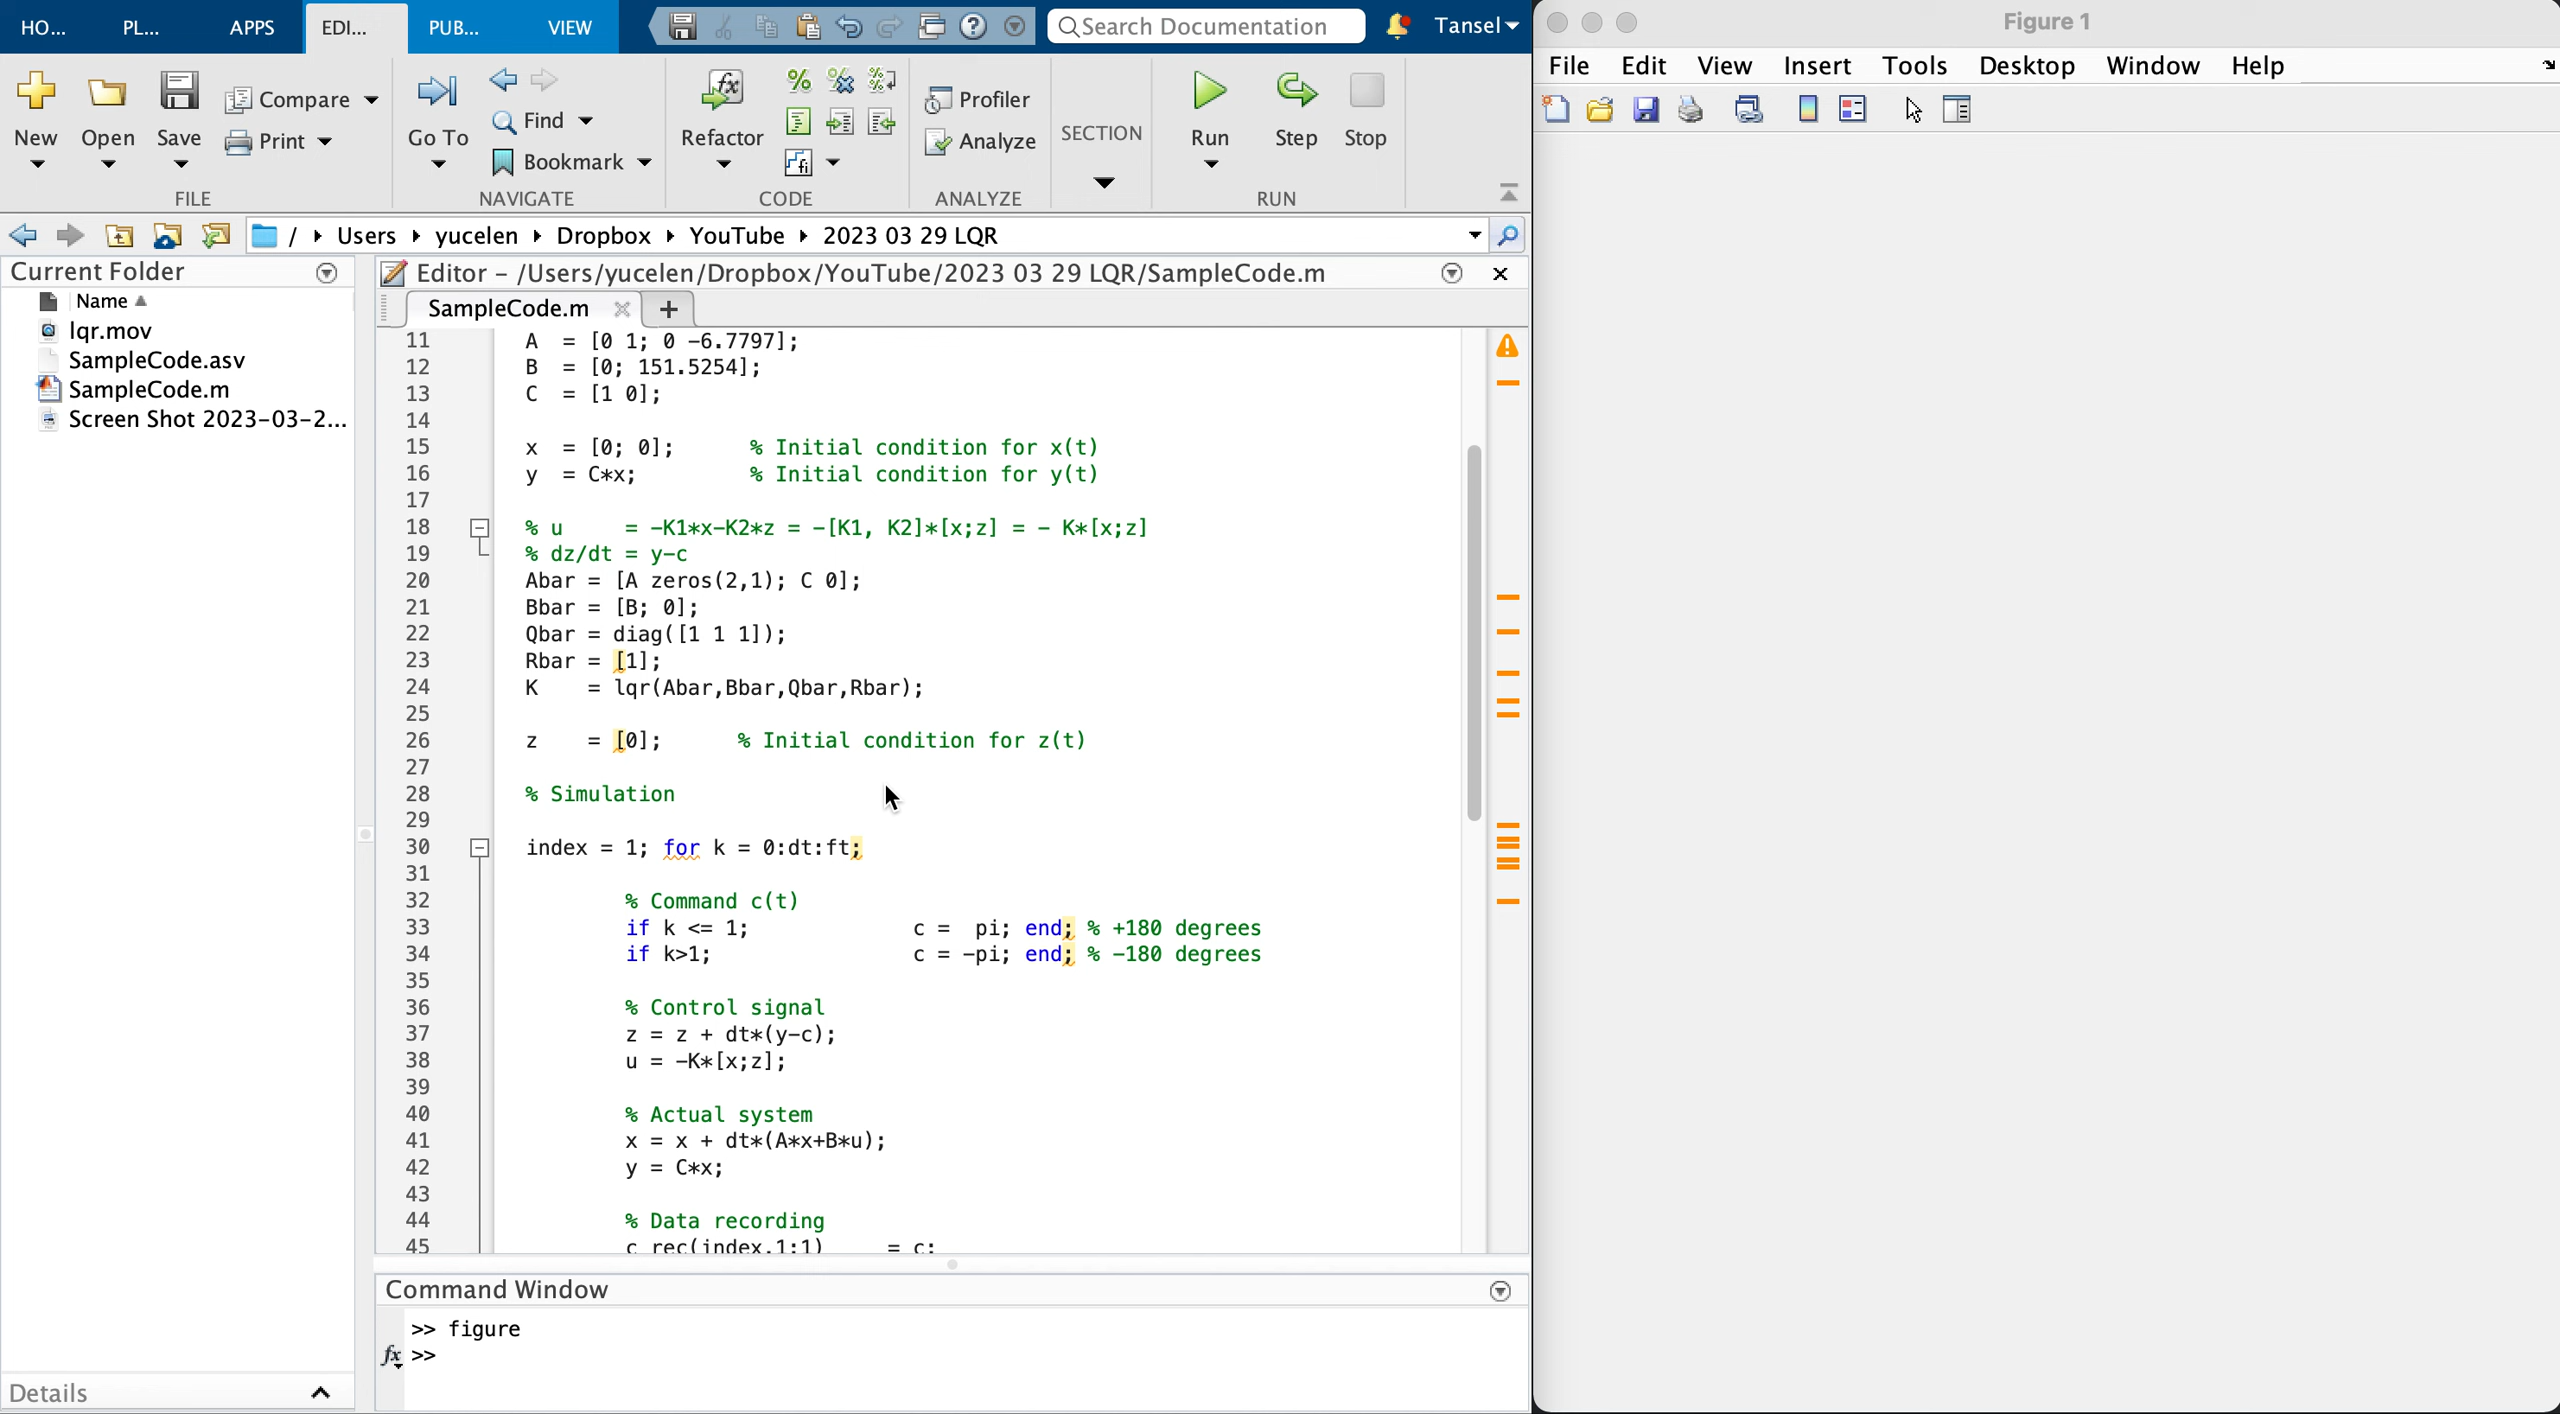 HO...
PL...
APPS
EDI...
PUB...
VIEW
Search Documentation
Tansel
New
Open
Save
Compare
Print
FILE
Go To
Find
Bookmark
NAVIGATE
Refactor
CODE
Profiler
Analyze
ANALYZE
SECTION
Run
Step
Stop
RUN
/ Users yucelen Dropbox YouTube 2023 03 29 LQR
Current Folder
Name
lqr.mov
SampleCode.asv
SampleCode.m
Screen Shot 2023-03-2...
Details
Editor - /Users/yucelen/Dropbox/YouTube/2023 03 29 LQR/SampleCode.m
SampleCode.m
11 A = [0 1; 0 -6.7797];
12 B = [0; 151.5254];
13 C = [1 0];
14
15 x = [0; 0]; % Initial condition for x(t)
16 y = C*x; % Initial condition for y(t)
17
18 % u = -K1*x-K2*z = -[K1, K2]*[x;z] = - K*[x;z]
19 % dz/dt = y-c
20 Abar = [A zeros(2,1); C 0];
21 Bbar = [B; 0];
22 Qbar = diag([1 1 1]);
23 Rbar = [1];
24 K = lqr(Abar,Bbar,Qbar,Rbar);
25
26 z = [0]; % Initial condition for z(t)
27
28 % Simulation
29
30 index = 1; for k = 0:dt:ft;
31
32 % Command c(t)
33 if k <= 1; c = pi; end; % +180 degrees
34 if k>1; c = -pi; end; % -180 degrees
35
36 % Control signal
37 z = z + dt*(y-c);
38 u = -K*[x;z];
39
40 % Actual system
41 x = x + dt*(A*x+B*u);
42 y = C*x;
43
44 % Data recording
45 c_rec(index,1:1) = c;
Command Window
>> figure
fx >>
Figure 1
File Edit View Insert Tools Desktop Window Help